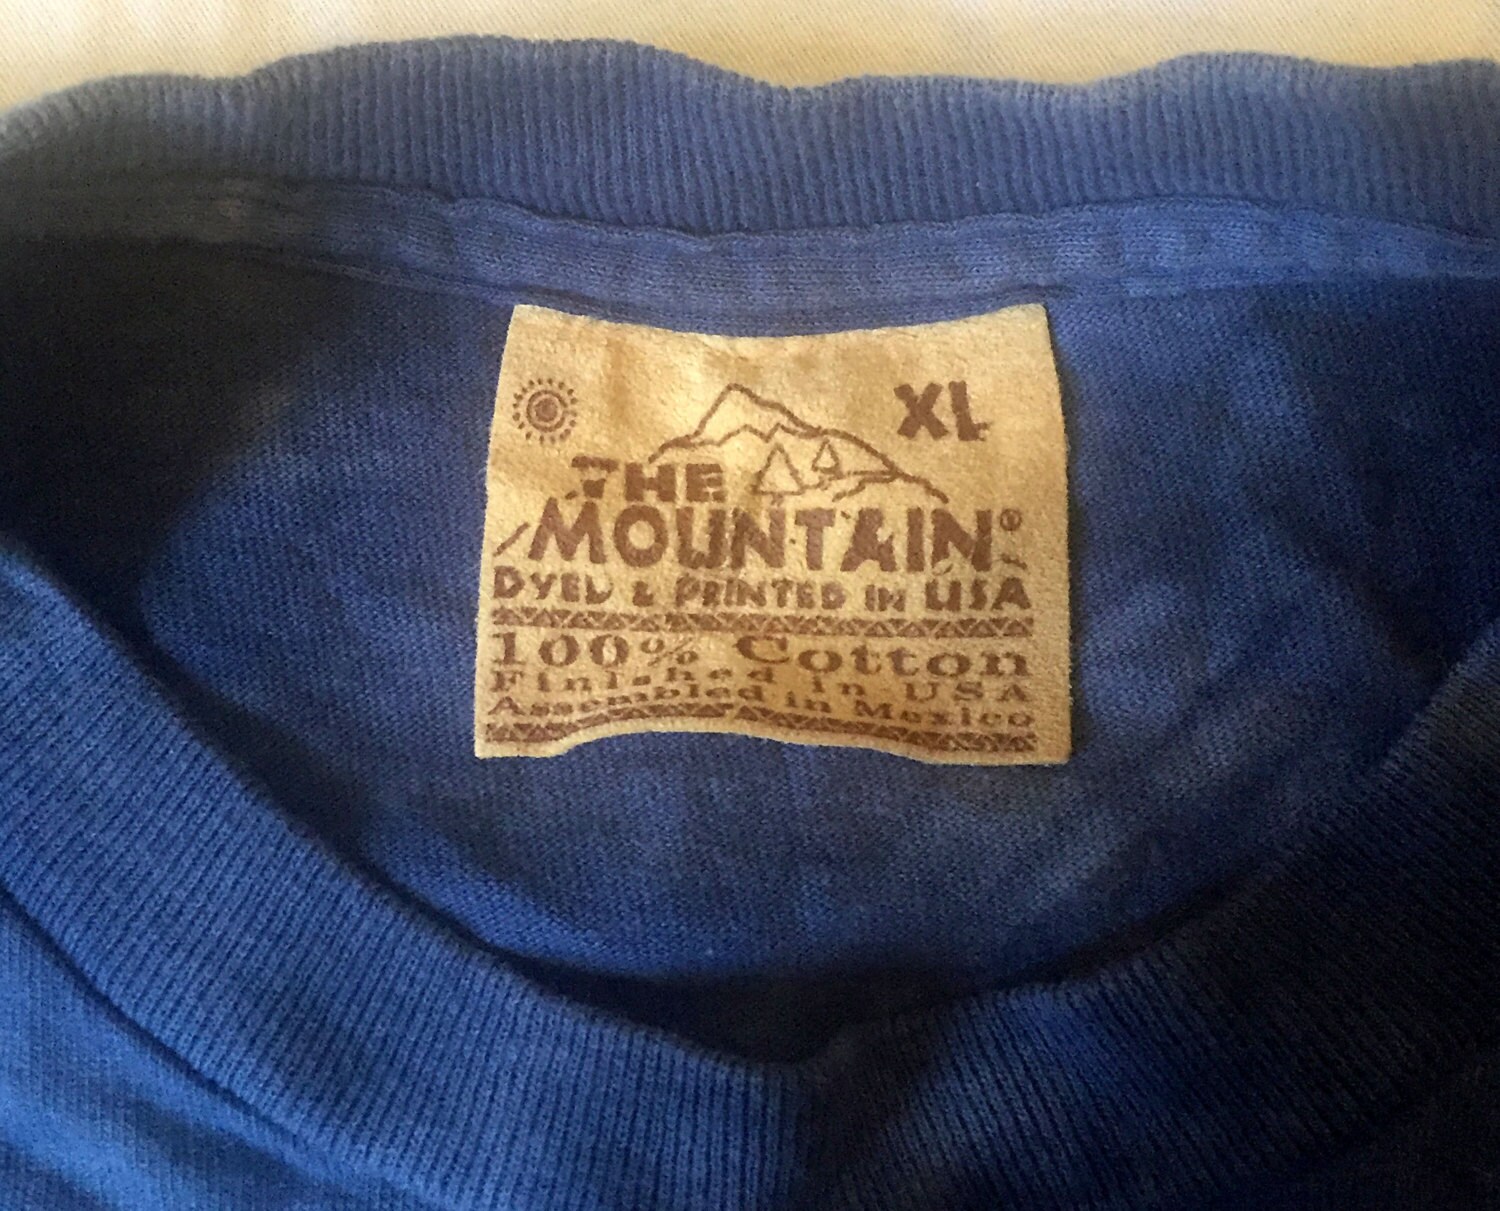 XL
THE
MOUNTAIN®
DYED & PRINTED IN USA
100% Cotton
Finished in USA
Assembled in Mexico